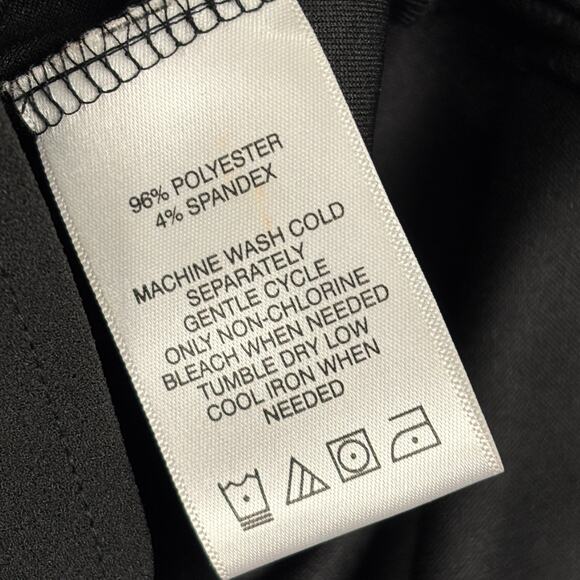 96% POLYESTER
4% SPANDEX
MACHINE WASH COLD
SEPARATELY
GENTLE CYCLE
ONLY NON-CHLORINE
BLEACH WHEN NEEDED
TUMBLE DRY LOW
COOL IRON WHEN
NEEDED